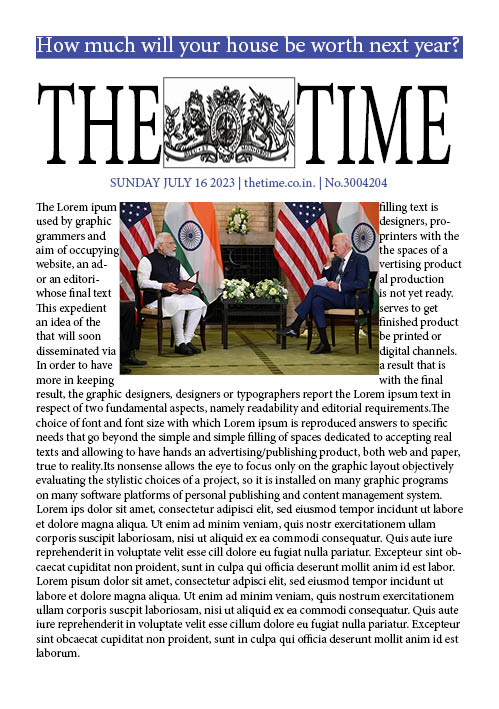 How much will your house be worth next year?
THE TIME
SUNDAY JULY 16 2023 | thetime.co.in. | No.3004204
The Lorem ipum filling text is
used by graphic designers, pro-
grammers and printers with the
aim of occupying the spaces of a
website, an ad- vertising product
or an editori- al production
whose final text is not yet ready.
This expedient serves to get
an idea of the finished product
that will soon be printed or
disseminated via digital channels.
In order to have a result that is
more in keeping with the final
result, the graphic designers, designers or typographers report the Lorem ipsum text in
respect of two fundamental aspects, namely readability and editorial requirements.The
choice of font and font size with which Lorem ipsum is reproduced answers to specific
needs that go beyond the simple and simple filling of spaces dedicated to accepting real
texts and allowing to have hands an advertising/publishing product, both web and paper,
true to reality.Its nonsense allows the eye to focus only on the graphic layout objectively
evaluating the stylistic choices of a project, so it is installed on many graphic programs
on many software platforms of personal publishing and content management system.
Lorem ips dolor sit amet, consectetur adipisci elit, sed eiusmod tempor incidunt ut labore
et dolore magna aliqua. Ut enim ad minim veniam, quis nostr exercitationem ullam
corporis suscipit laboriosam, nisi ut aliquid ex ea commodi consequatur. Quis aute iure
reprehenderit in voluptate velit esse cill dolore eu fugiat nulla pariatur. Excepteur sint ob-
caecat cupiditat non proident, sunt in culpa qui officia deserunt mollit anim id est labor.
Lorem pisum dolor sit amet, consectetur adipisci elit, sed eiusmod tempor incidunt ut
labore et dolore magna aliqua. Ut enim ad minim veniam, quis nostrum exercitationem
ullam corporis suscpit laboriosam, nisi ut aliquid ex ea commodi consequatur. Quis aute
iure reprehenderit in voluptate velit esse cillum dolore eu fugiat nulla pariatur. Excepteur
sint obcaecat cupiditat non proident, sunt in culpa qui officia deserunt mollit anim id est
laborum.